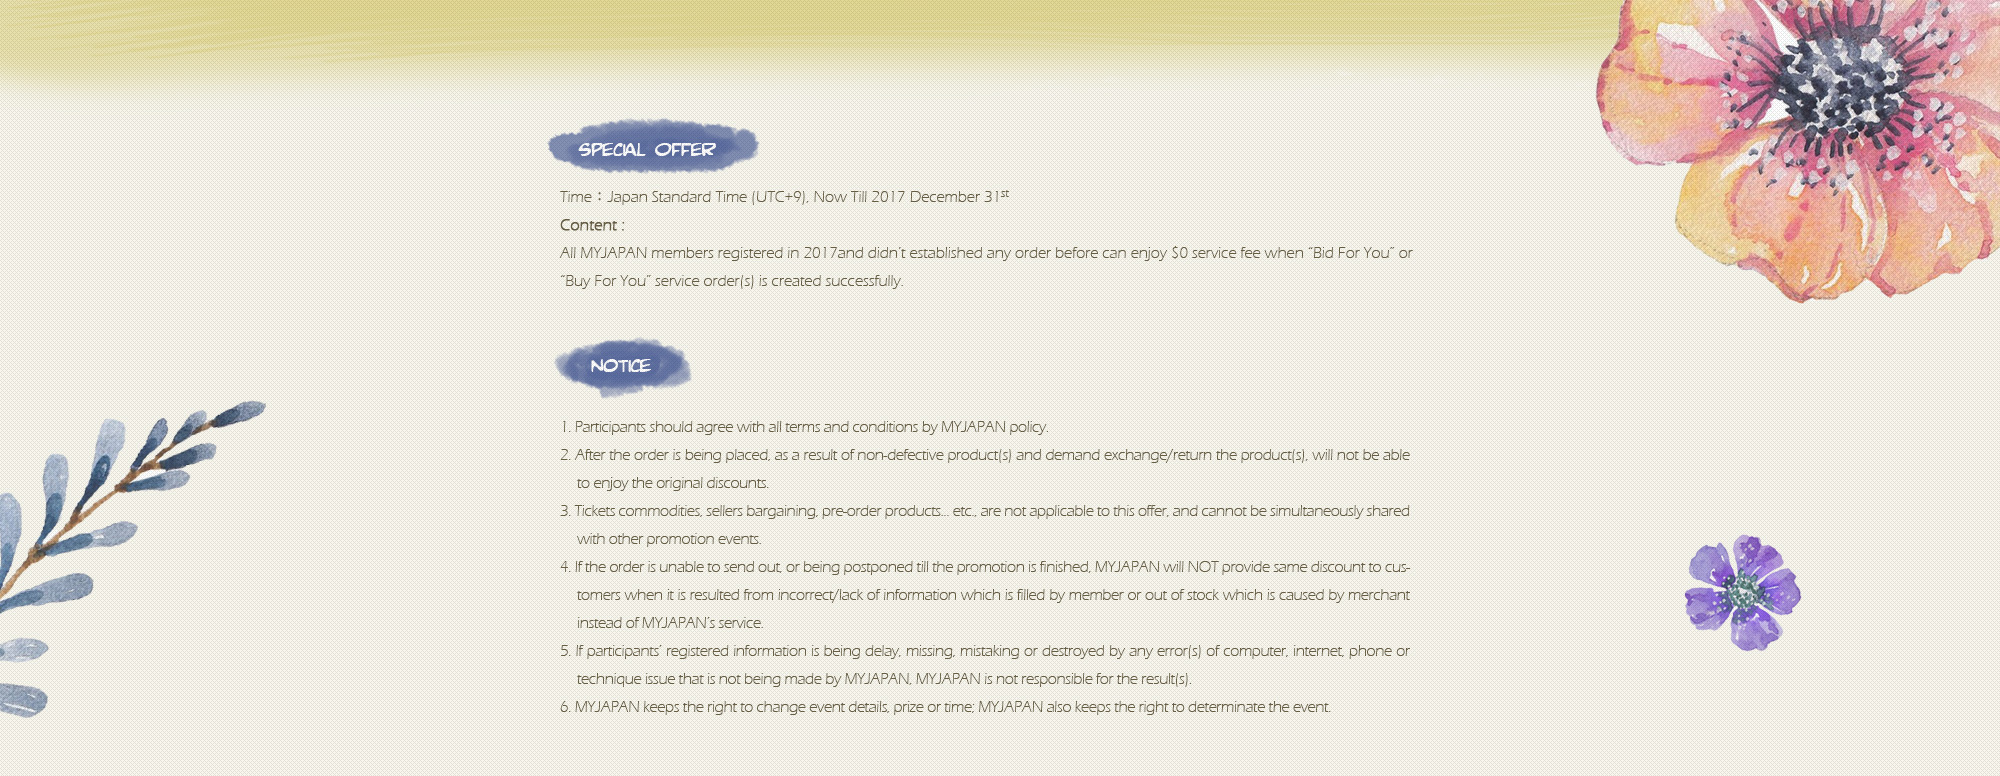 SPECIAL OFFER
Time：Japan Standard Time (UTC+9), Now Till 2017 December 31st
Content :
All MYJAPAN members registered in 2017and didn't established any order before can enjoy $0 service fee when “Bid For You” or
“Buy For You” service order(s) is created successfully.
NOTICE
1. Participants should agree with all terms and conditions by MYJAPAN policy.
2. After the order is being placed, as a result of non-defective product(s) and demand exchange/return the product(s), will not be able
to enjoy the original discounts.
3. Tickets commodities, sellers bargaining, pre-order products... etc., are not applicable to this offer, and cannot be simultaneously shared
with other promotion events.
4. If the order is unable to send out, or being postponed till the promotion is finished, MYJAPAN will NOT provide same discount to cus-
tomers when it is resulted from incorrect/lack of information which is filled by member or out of stock which is caused by merchant
instead of MYJAPAN's service.
5. If participants' registered information is being delay, missing, mistaking or destroyed by any error(s) of computer, internet, phone or
technique issue that is not being made by MYJAPAN, MYJAPAN is not responsible for the result(s).
6. MYJAPAN keeps the right to change event details, prize or time; MYJAPAN also keeps the right to determinate the event.